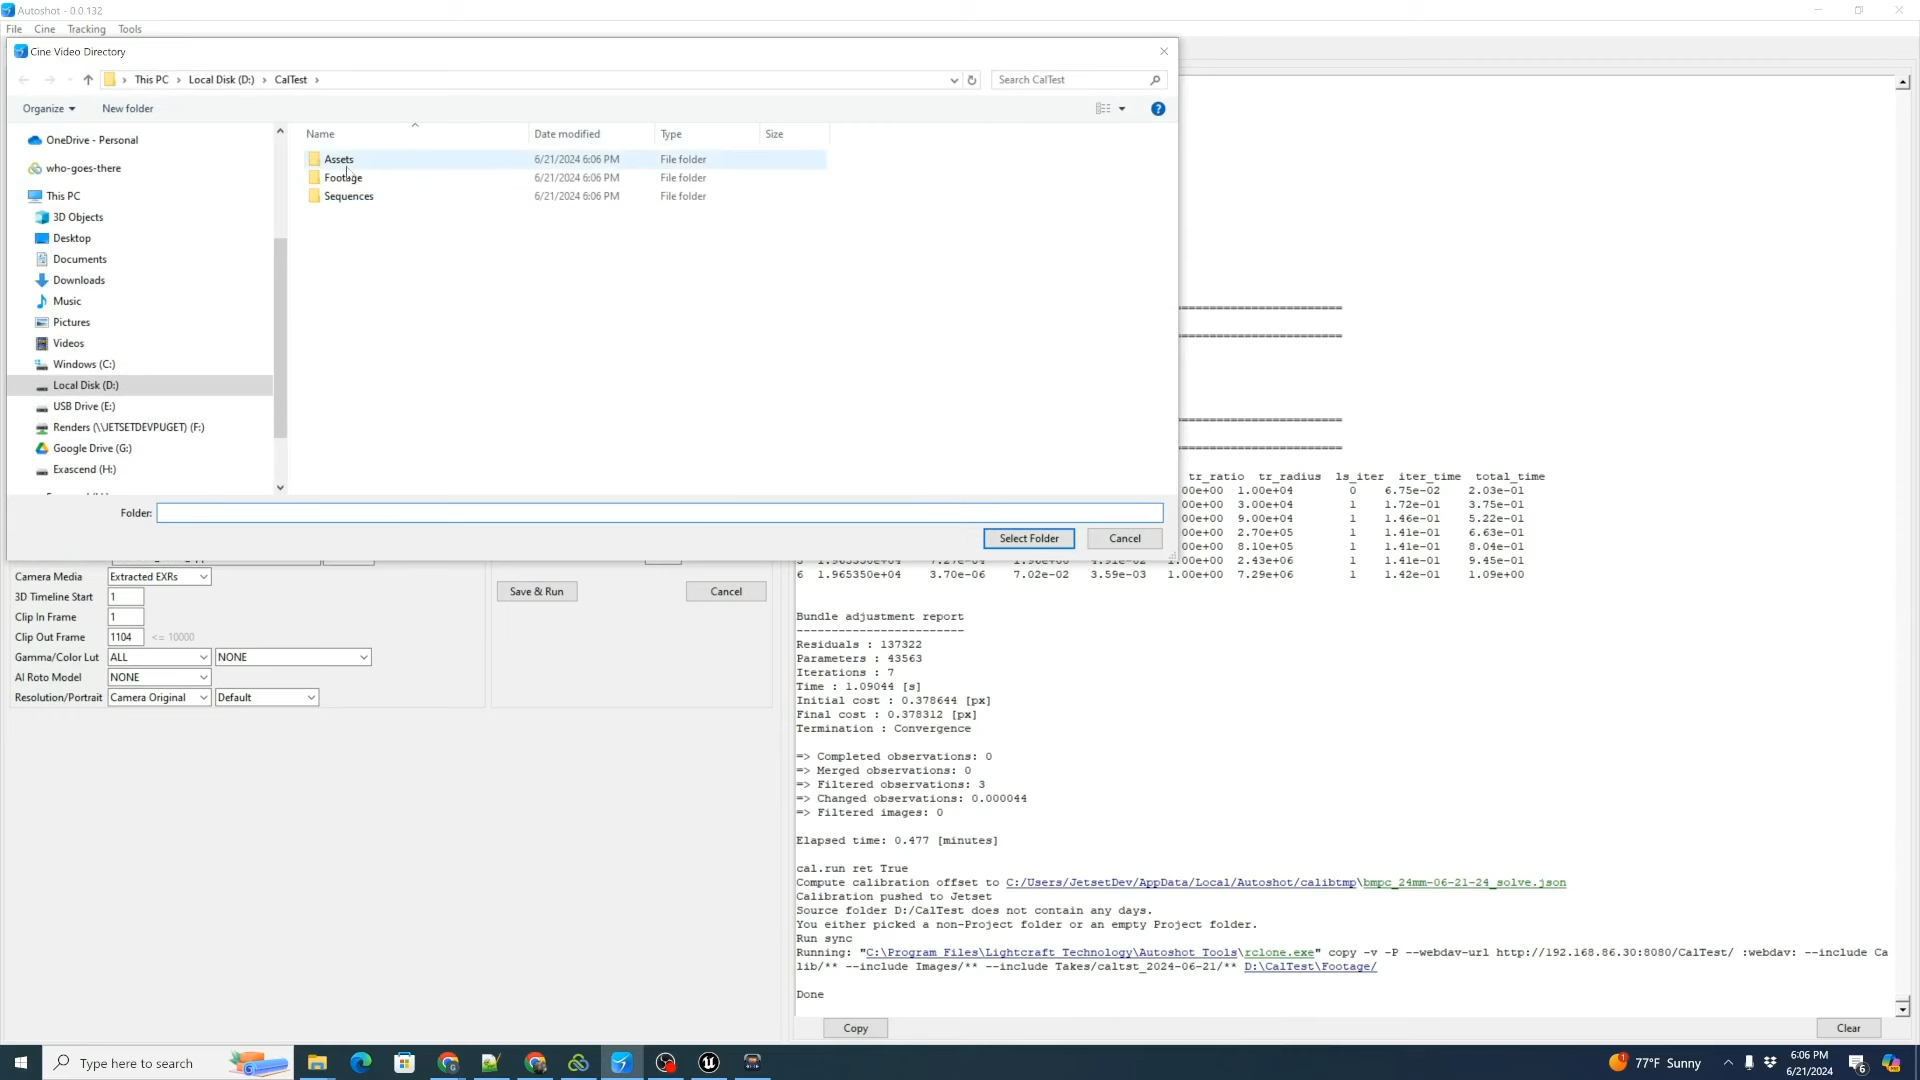 Autoshot - 0.0.132
File Cine Tracking Tools
Cine Video Directory
This PC Local Disk (D:) CalTest
Search CalTest
Organize New folder
Name Date modified Type Size
OneDrive - Personal
who-goes-there
This PC
3D Objects
Desktop
Documents
Downloads
Music
Pictures
Videos
Windows (C:)
Local Disk (D:)
USB Drive (E:)
Renders (\\JETSETDEVPUGET) (F:)
Google Drive (G:)
Exascend (H:)
Assets 6/21/2024 6:06 PM File folder
Footage 6/21/2024 6:06 PM File folder
Sequences 6/21/2024 6:06 PM File folder
Folder:
Select Folder Cancel
Camera Media Extracted EXRs
3D Timeline Start 1
Clip In Frame 1
Clip Out Frame 1104 <= 10000
Gamma/Color Lut ALL NONE
AI Roto Model NONE
Resolution/Portrait Camera Original Default
Save & Run Cancel
tr_ratio tr_radius ls_iter iter_time total_time
00e+00 1.00e+04 0 6.75e-02 2.03e-01
00e+00 3.00e+04 1 1.72e-01 3.75e-01
00e+00 9.00e+04 1 1.46e-01 5.22e-01
00e+00 2.70e+05 1 1.41e-01 6.63e-01
00e+00 8.10e+05 1 1.41e-01 8.04e-01
2.43e+06 1 1.41e-01 9.45e-01
6 1.965350e+04 3.70e-06 7.02e-02 3.59e-03 1.00e+00 7.29e+06 1 1.42e-01 1.09e+00
Bundle adjustment report
------------------------
Residuals : 137322
Parameters : 43563
Iterations : 7
Time : 1.09044 [s]
Initial cost : 0.378644 [px]
Final cost : 0.378312 [px]
Termination : Convergence
=> Completed observations: 0
=> Merged observations: 0
=> Filtered observations: 3
=> Changed observations: 0.000044
=> Filtered images: 0
Elapsed time: 0.477 [minutes]
cal.run ret True
Compute calibration offset to C:/Users/JetsetDev/AppData/Local/Autoshot/calibtmp\bmpc_24mm-06-21-24_solve.json
Calibration pushed to Jetset
Source folder D:/CalTest does not contain any days.
You either picked a non-Project folder or an empty Project folder.
Run sync
Running: "C:\Program Files\Lightcraft Technology\Autoshot Tools\rclone.exe" copy -v -P --webdav-url http://192.168.86.30:8080/CalTest/ :webdav: --include Ca
lib/** --include Images/** --include Takes/caltst_2024-06-21/** D:\CalTest\Footage/
Done
Copy Clear
Type here to search
77°F Sunny
6:06 PM
6/21/2024
6